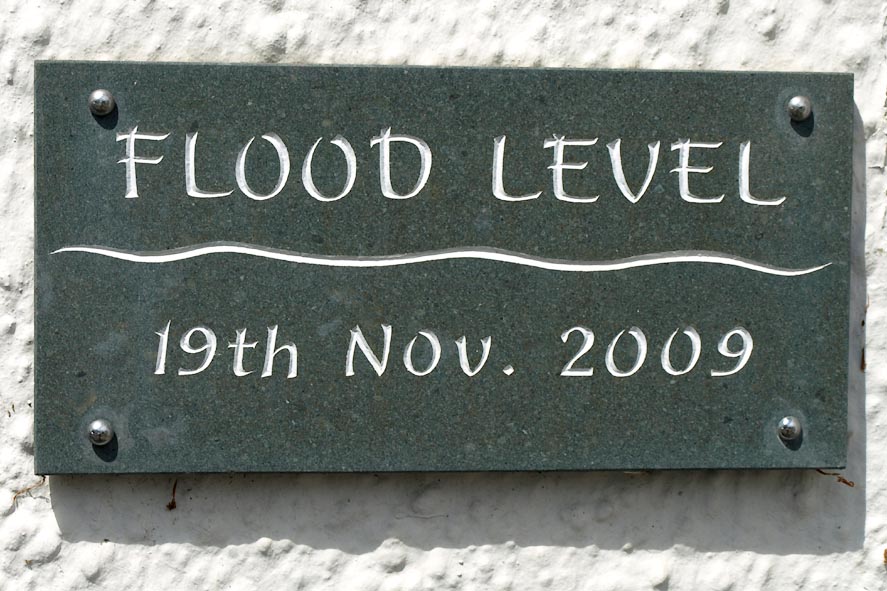 FLOOD LEVEL
19th Nov. 2009